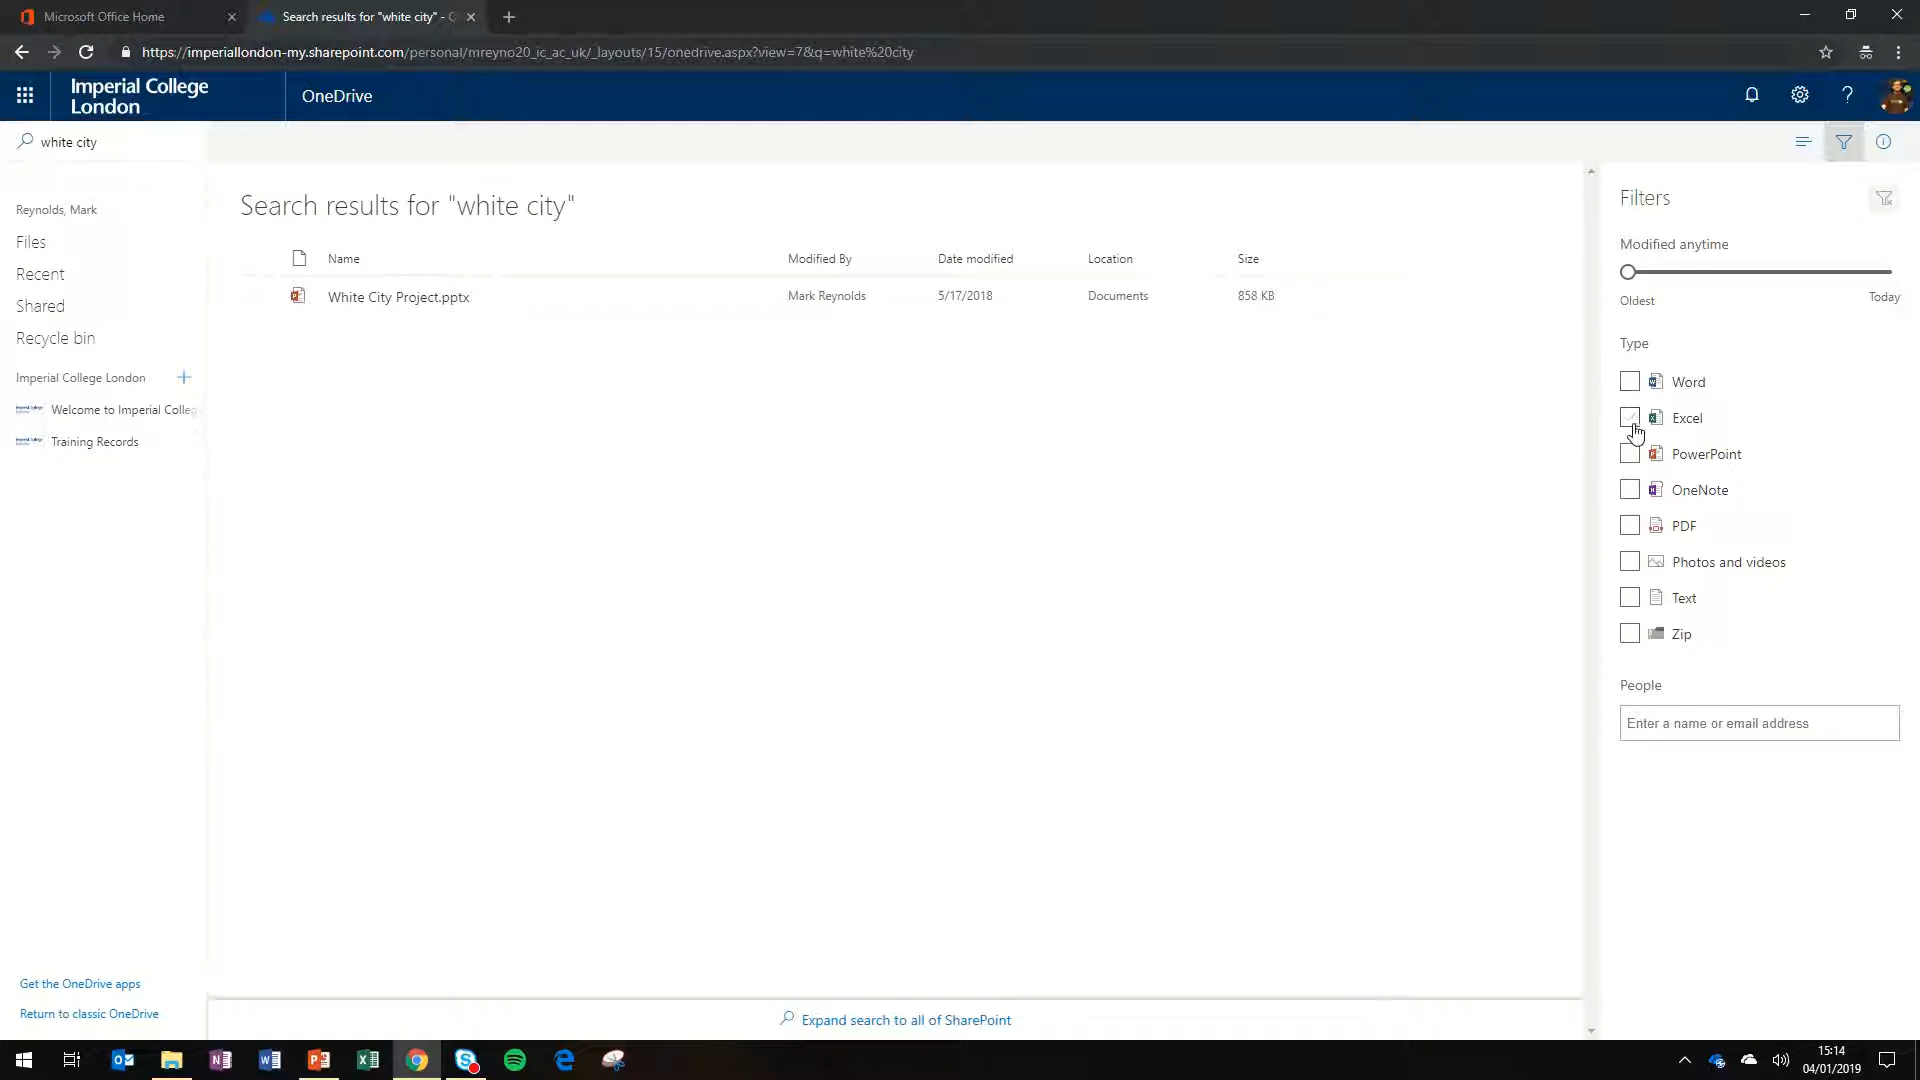 Microsoft Office Home
Search results for "white city" - O
https://imperiallondon-my.sharepoint.com/personal/mreyno20_ic_ac_uk/_layouts/15/onedrive.aspx?view=7&q=white%20city
Imperial College
London
OneDrive
white city
Reynolds, Mark
Files
Recent
Shared
Recycle bin
Imperial College London
Welcome to Imperial Colleg
Training Records
Get the OneDrive apps
Return to classic OneDrive
Search results for "white city"
Name Modified By Date modified Location Size
White City Project.pptx Mark Reynolds 5/17/2018 Documents 858 KB
Expand search to all of SharePoint
Filters
Modified anytime
Oldest Today
Type
Word
Excel
PowerPoint
OneNote
PDF
Photos and videos
Text
Zip
People
Enter a name or email address
15:14
04/01/2019